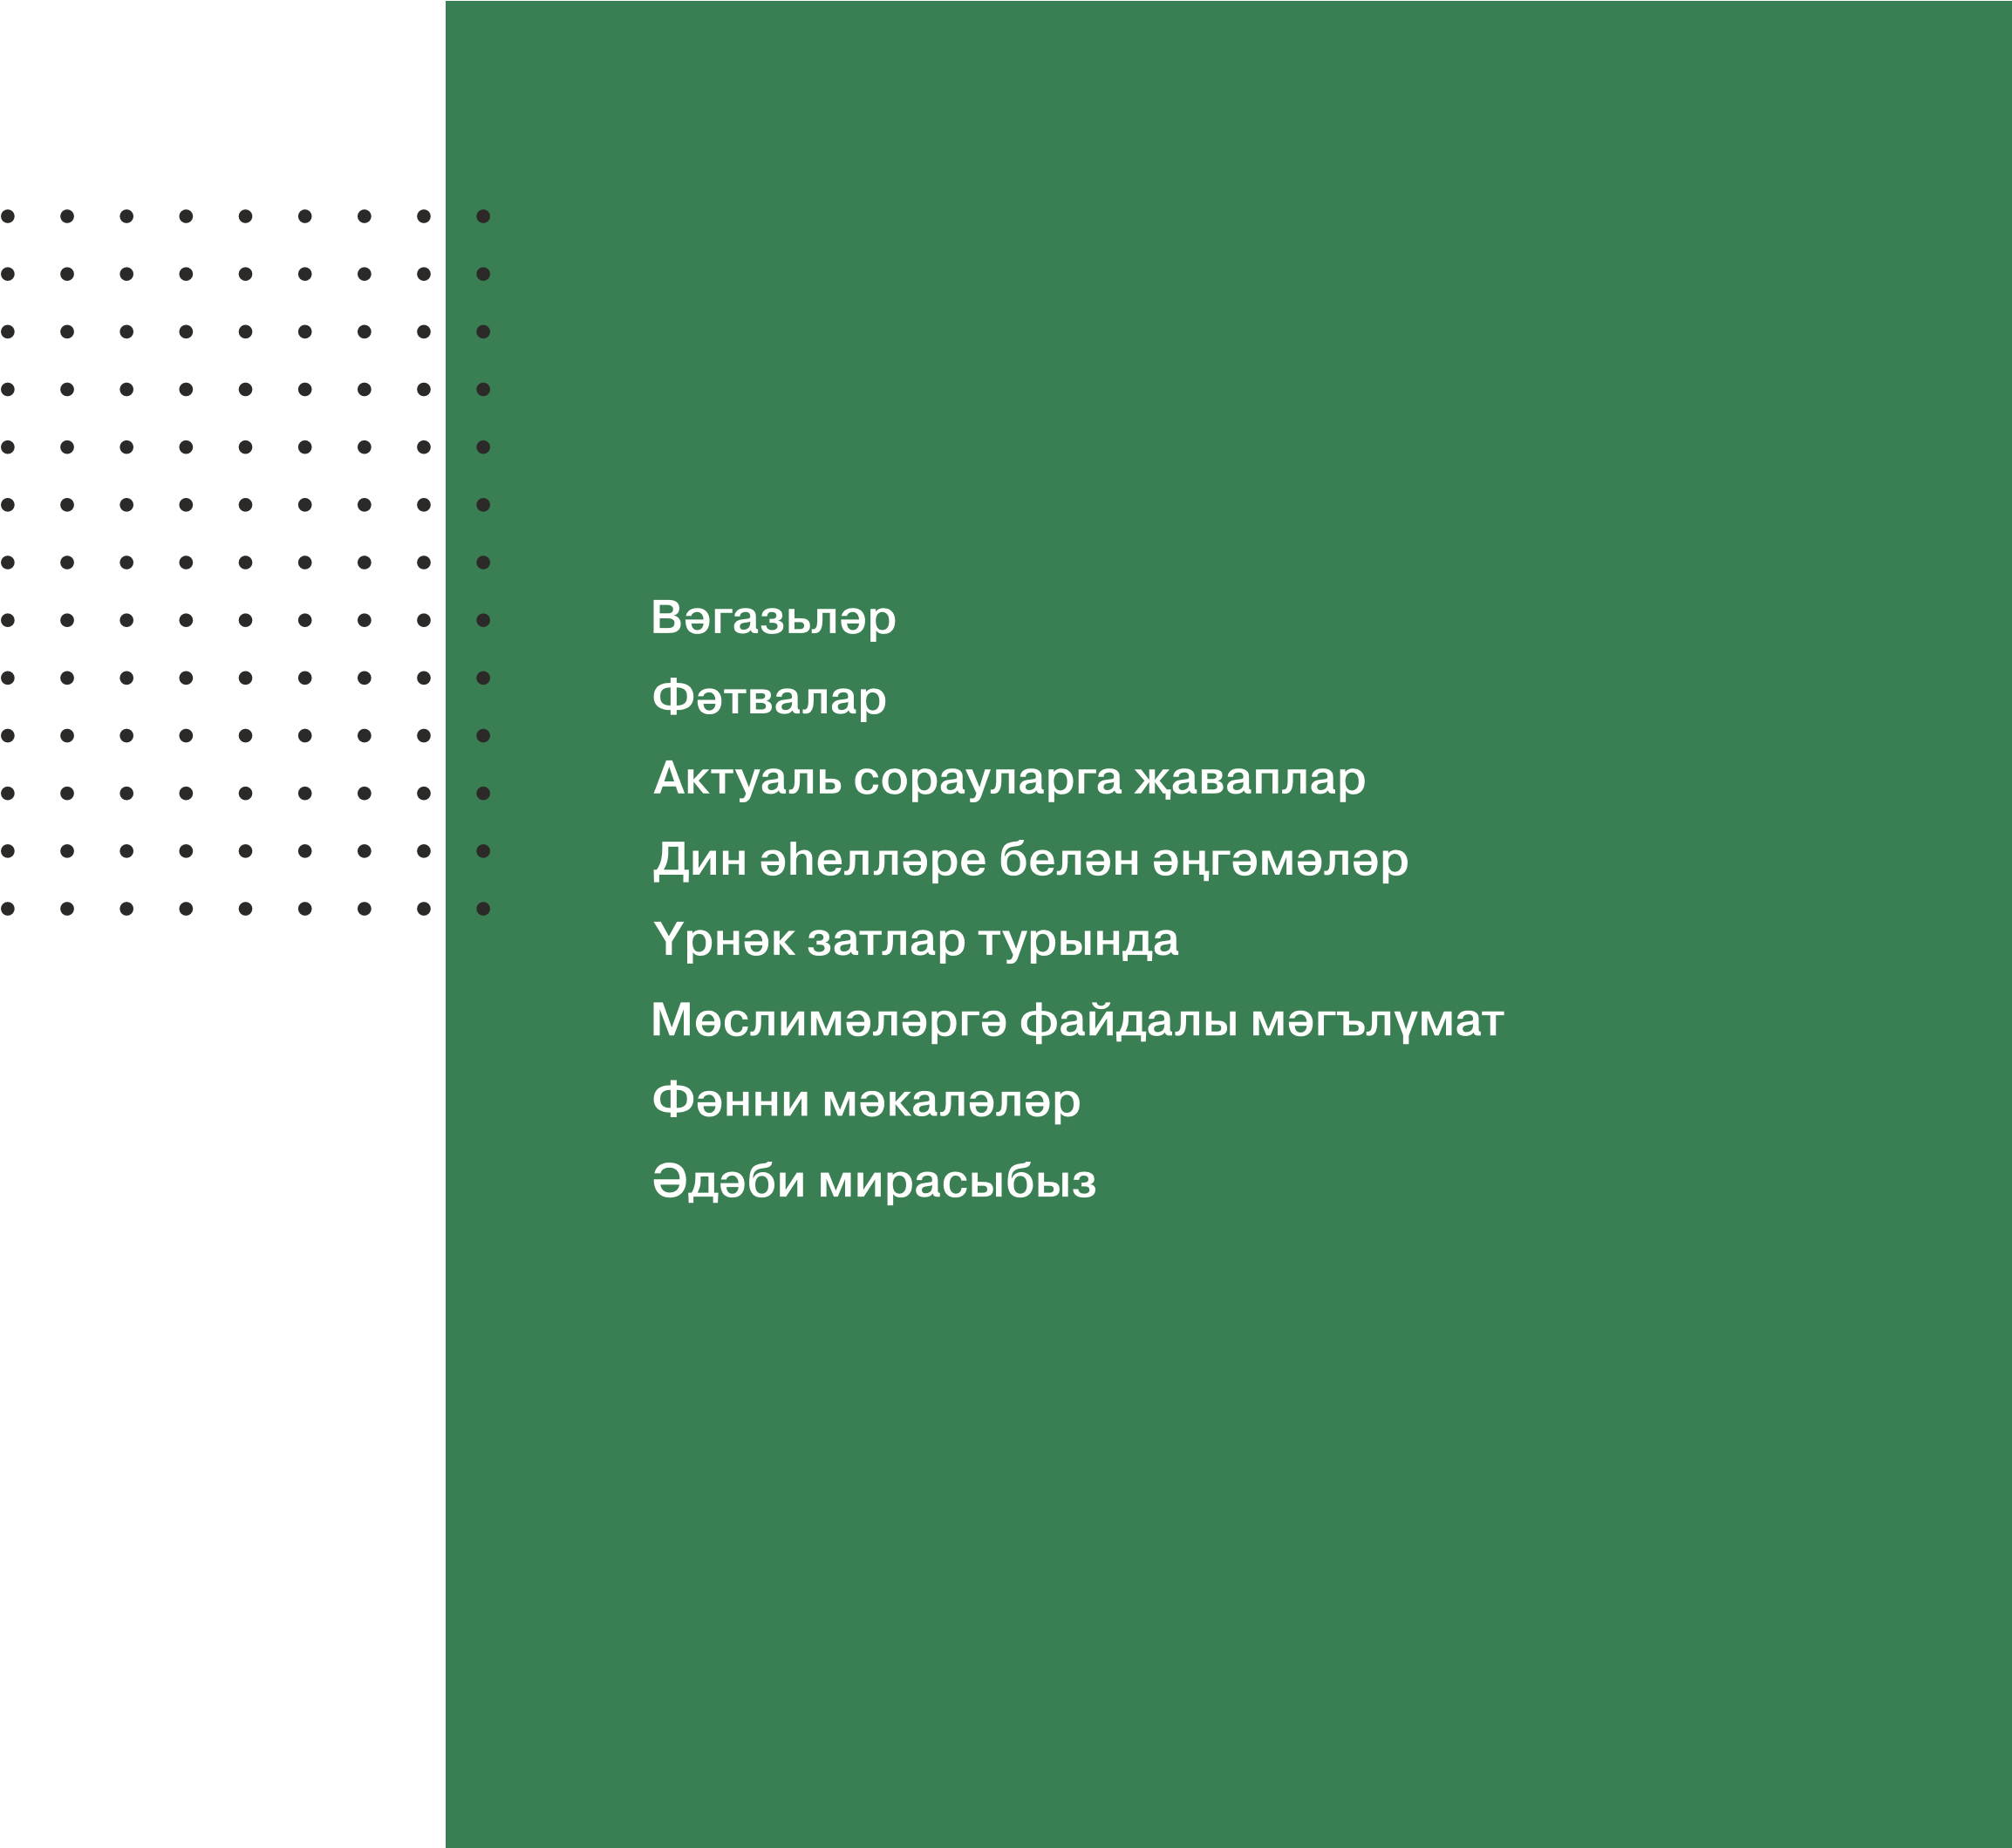 Вәгазьләр
Фәтвалар
Актуаль сорауларга җаваплар
Дин әһелләре белән әңгәмәләр
Үрнәк затлар турында
Мөслимәләргә файдалы мәгълүмат
Фәнни мәкаләләр
Әдәби мирасыбыз